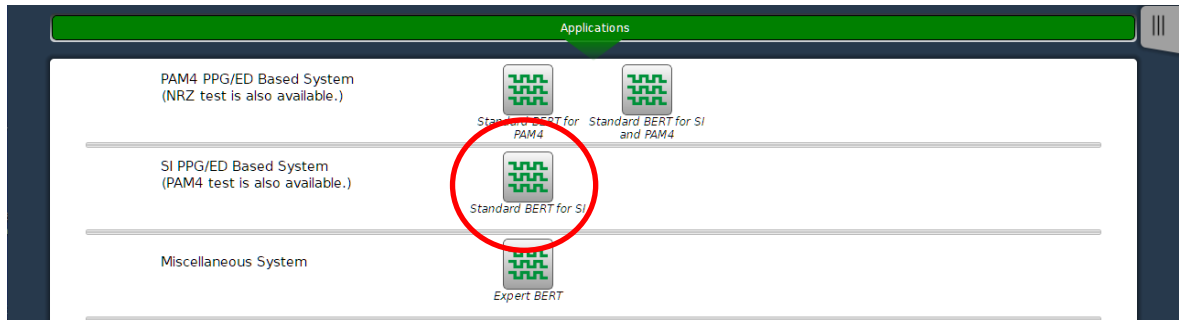 Applications
PAM4 PPG/ED Based System
(NRZ test is also available.)
Standard BERT for
PAM4
Standard BERT for SI
and PAM4
SI PPG/ED Based System
(PAM4 test is also available.)
Standard BERT for SI
Miscellaneous System
Expert BERT